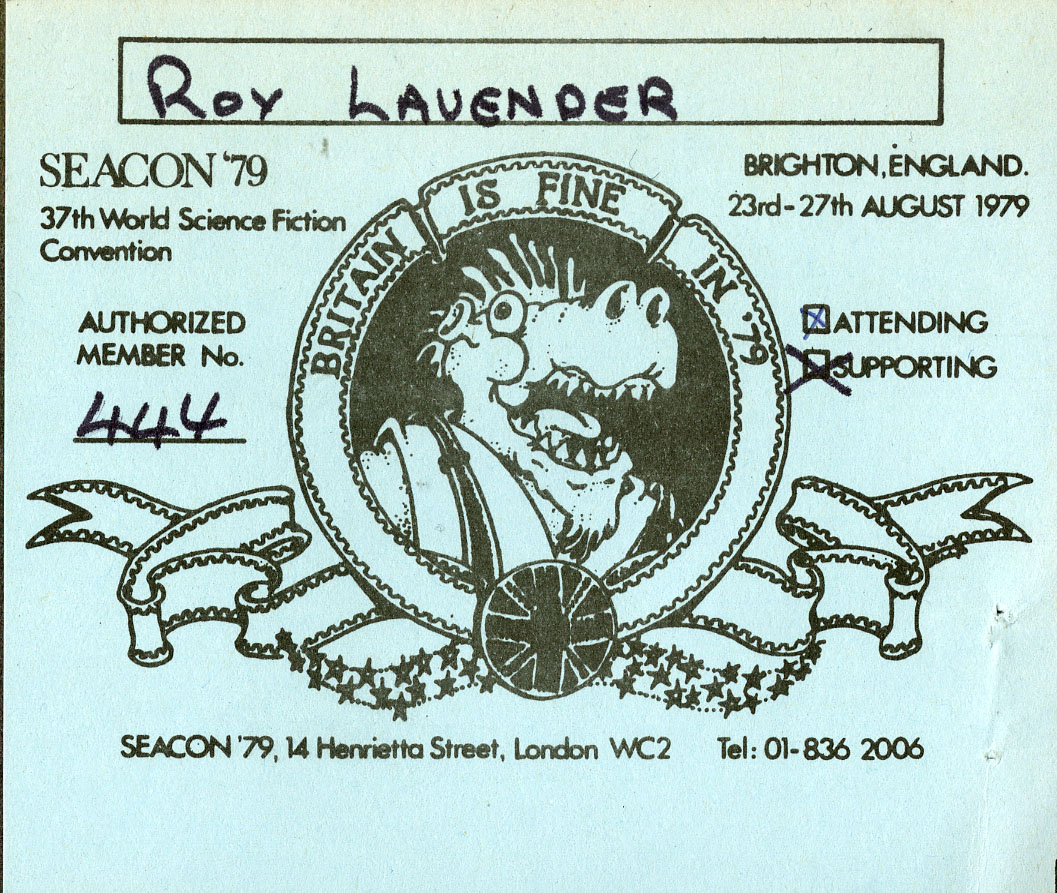 ROY LAVENDER
SEACON '79
37th World Science Fiction
Convention
BRIGHTON, ENGLAND.
23rd-27th AUGUST 1979
BRITAIN IS FINE IN '79
AUTHORIZED
MEMBER No.
444
ATTENDING
SUPPORTING
SEACON '79, 14 Henrietta Street, London WC2 Tel: 01-836 2006